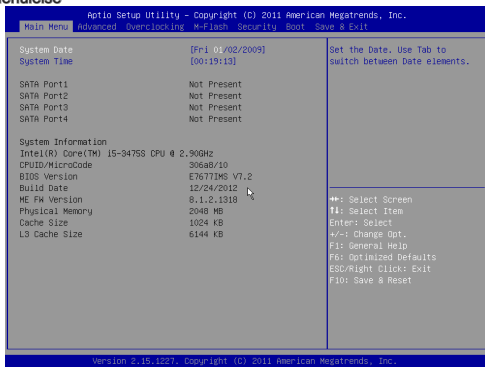 Aptio Setup Utility – Copyright (C) 2011 American Megatrends, Inc.
Main Menu Advanced Overclocking M-Flash Security Boot Save & Exit
System Date [Fri 01/02/2009]
System Time [00:19:13]
SATA Port1 Not Present
SATA Port2 Not Present
SATA Port3 Not Present
SATA Port4 Not Present
System Information
Intel(R) Core(TM) i5-3475S CPU @ 2.90GHz
CPUID/MicroCode 306a8/10
BIOS Version E7677IMS V7.2
Build Date 12/24/2012
ME FW Version 8.1.2.1318
Physical Memory 2048 MB
Cache Size 1024 KB
L3 Cache Size 6144 KB
Set the Date. Use Tab to
switch between Date elements.
→←: Select Screen
↑↓: Select Item
Enter: Select
+/-: Change Opt.
F1: General Help
F6: Optimized Defaults
ESC/Right Click: Exit
F10: Save & Reset
Version 2.15.1227. Copyright (C) 2011 American Megatrends, Inc.